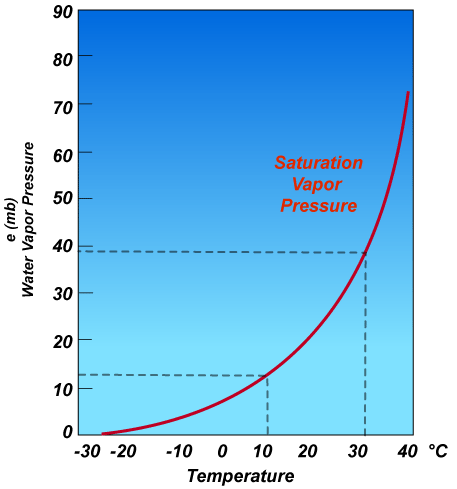 90
80
70
60
50
40
30
20
10
0
e (mb)
Water Vapor Pressure
Saturation
Vapor
Pressure
-30 -20 -10 0 10 20 30 40 °C
Temperature